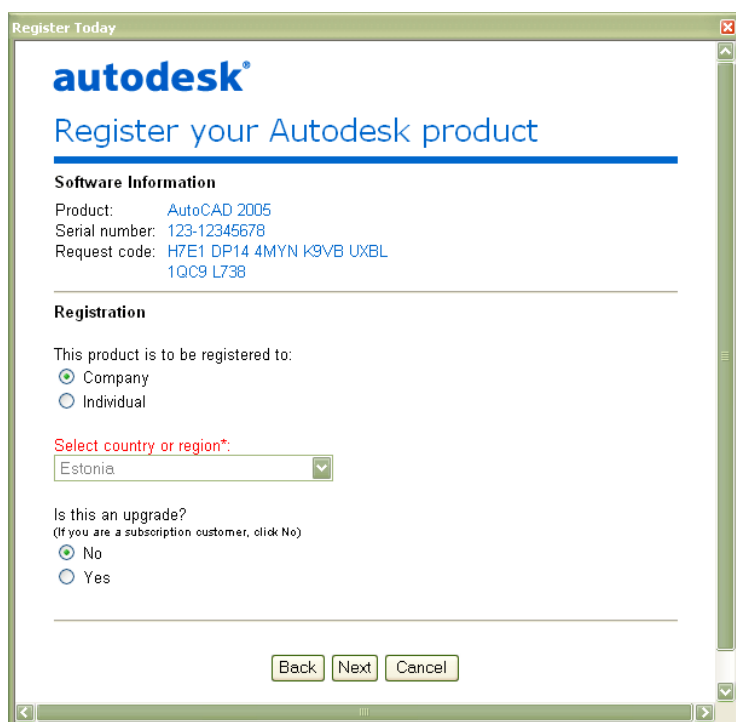 Register Today
autodesk®
Register your Autodesk product
Software Information
Product: AutoCAD 2005
Serial number: 123-12345678
Request code: H7E1 DP14 4MYN K9VB UXBL
1QC9 L738
Registration
This product is to be registered to:
Company
Individual
Select country or region*:
Estonia
Is this an upgrade?
(If you are a subscription customer, click No)
No
Yes
Back Next Cancel